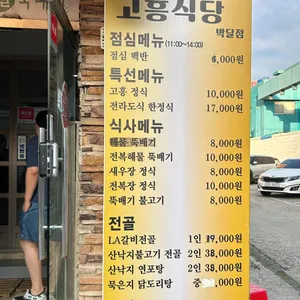 고흥식당
박달점
점심메뉴 (11:00~14:00)
점심 백반 6,000원
특선메뉴
고흥 정식 10,000원
전라도식 한정식 17,000원
식사메뉴
해물 뚝배기 8,000원
전복해물 뚝배기 10,000원
새우장 정식 8,000원
전복장 정식 10,000원
뚝배기 불고기 8,000원
전골
LA갈비전골 1인 19,000원
산낙지불고기 전골 2인 38,000원
산낙지 연포탕 2인 38,000원
묵은지 닭도리탕 중